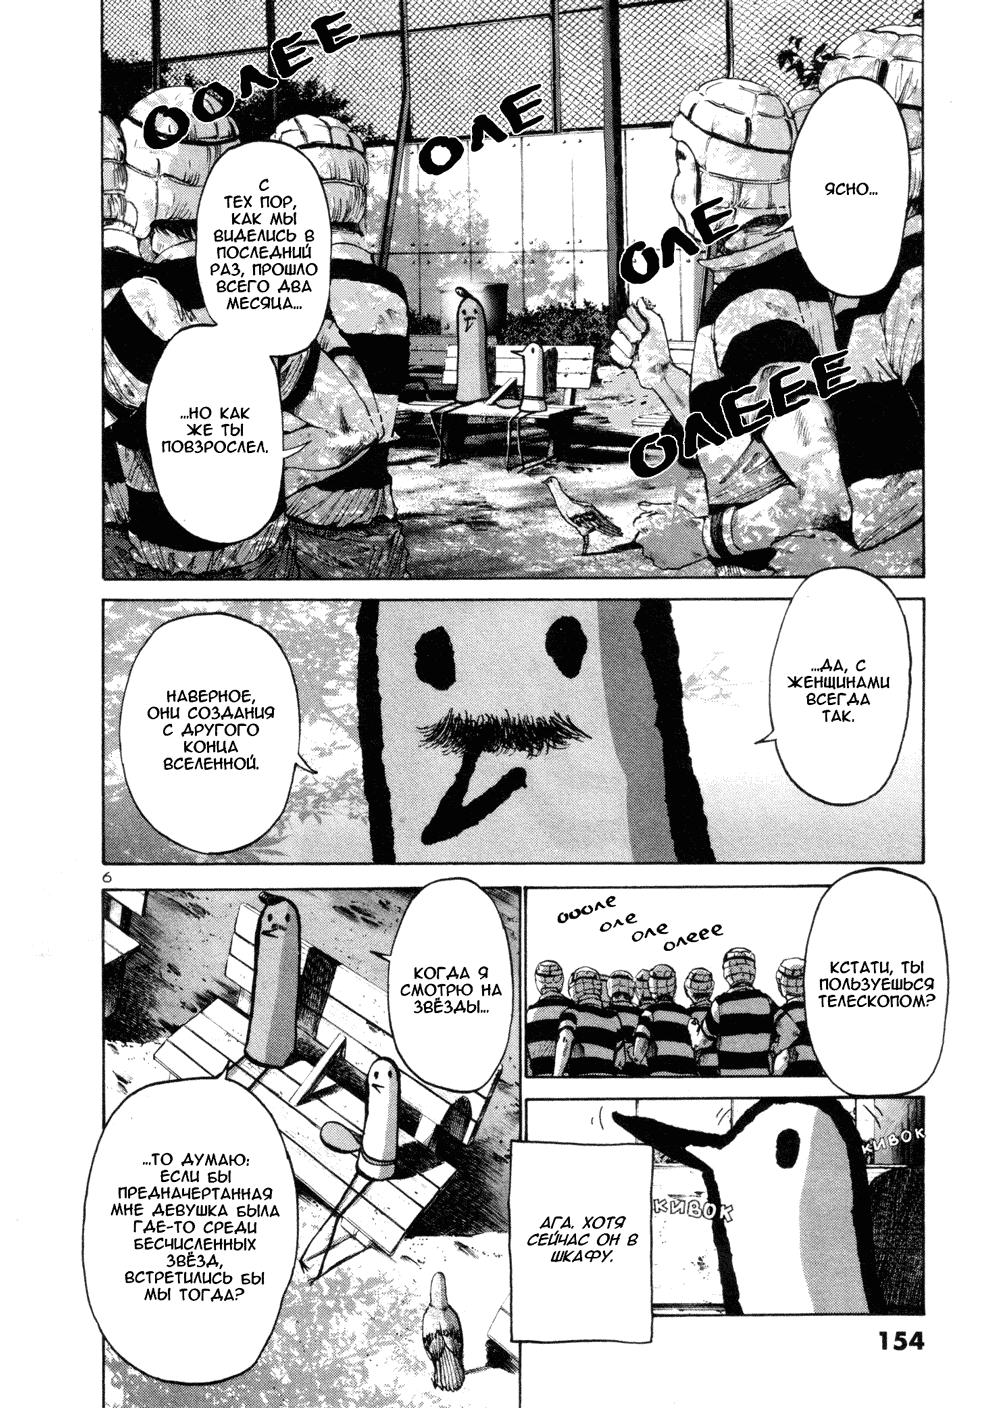 ЯСНО...
ООЛЕЕ
ОЛЕ
ОЛЕ
ОЛЕЕЕ
С
ТЕХ ПОР,
КАК МЫ
ВИДЕЛИСЬ В
ПОСЛЕДНИЙ
РАЗ, ПРОШЛО
ВСЕГО ДВА
МЕСЯЦА...
...НО КАК
ЖЕ ТЫ
ПОВЗРОСЛЕЛ.
...ДА, С
ЖЕНЩИНАМИ
ВСЕГДА
ТАК.
НАВЕРНОЕ,
ОНИ СОЗДАНИЯ
С ДРУГОГО
КОНЦА
ВСЕЛЕННОЙ.
6
КСТАТИ, ТЫ
ПОЛЬЗУЕШЬСЯ
ТЕЛЕСКОПОМ?
ОООЛЕ
ОЛЕ
ОЛЕ
ОЛЕЕЕ
КИВОК
КИВОК
АГА. ХОТЯ
СЕЙЧАС ОН В
ШКАФУ.
КОГДА Я
СМОТРЮ НА
ЗВЁЗДЫ...
...ТО ДУМАЮ:
ЕСЛИ БЫ
ПРЕДНАЧЕРТАННАЯ
МНЕ ДЕВУШКА БЫЛА
ГДЕ-ТО СРЕДИ
БЕСЧИСЛЕННЫХ
ЗВЁЗД,
ВСТРЕТИЛИСЬ БЫ
МЫ ТОГДА?
154